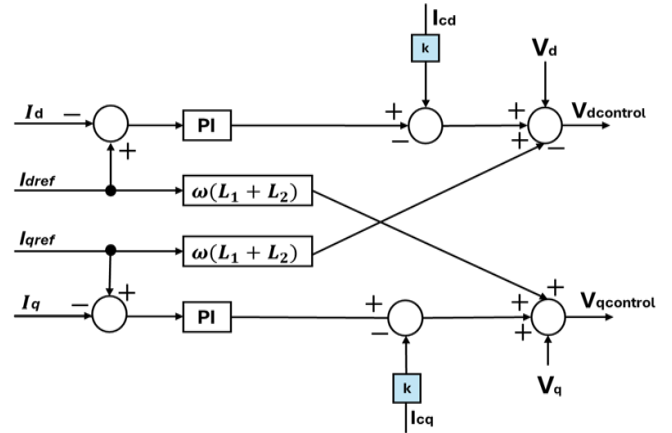 Icd
k
Vd
Id − + − + Vdcontrol
PI
+ + −
Idref
ω(L₁ + L₂)
Iqref
ω(L₁ + L₂)
+ +
Iq − + + Vqcontrol
PI
− +
k
Vq
Icq